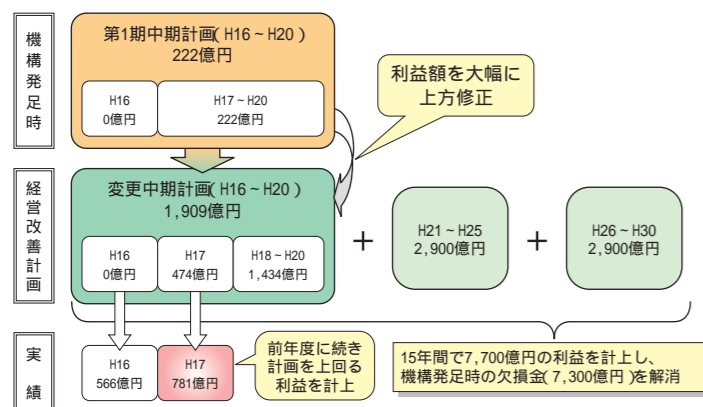 機構発足時
第1期中期計画(H16~H20)
222億円
H16
0億円
H17~H20
222億円
利益額を大幅に
上方修正
経営改善計画
変更中期計画(H16~H20)
1,909億円
H16
0億円
H17
474億円
H18~H20
1,434億円
+
H21~H25
2,900億円
+
H26~H30
2,900億円
実績
H16
566億円
H17
781億円
前年度に続き
計画を上回る
利益を計上
15年間で7,700億円の利益を計上し、
機構発足時の欠損金(7,300億円)を解消